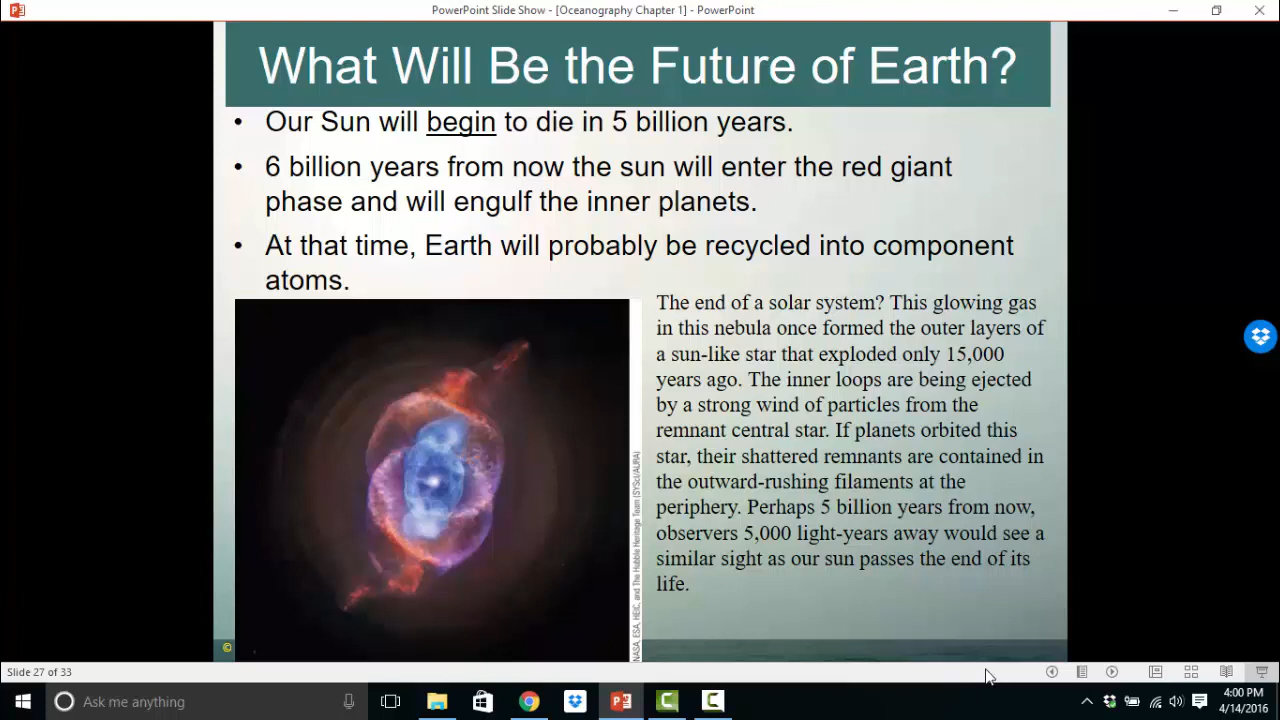 PowerPoint Slide Show - [Oceanography Chapter 1] - PowerPoint
What Will Be the Future of Earth?
• Our Sun will begin to die in 5 billion years.
• 6 billion years from now the sun will enter the red giant
phase and will engulf the inner planets.
• At that time, Earth will probably be recycled into component
atoms.
The end of a solar system? This glowing gas
in this nebula once formed the outer layers of
a sun-like star that exploded only 15,000
years ago. The inner loops are being ejected
by a strong wind of particles from the
remnant central star. If planets orbited this
star, their shattered remnants are contained in
the outward-rushing filaments at the
periphery. Perhaps 5 billion years from now,
observers 5,000 light-years away would see a
similar sight as our sun passes the end of its
life.
NASA, ESA, HEIC, and The Hubble Heritage Team (SYScI/AURA)
©
Slide 27 of 33
Ask me anything
4:00 PM
4/14/2016